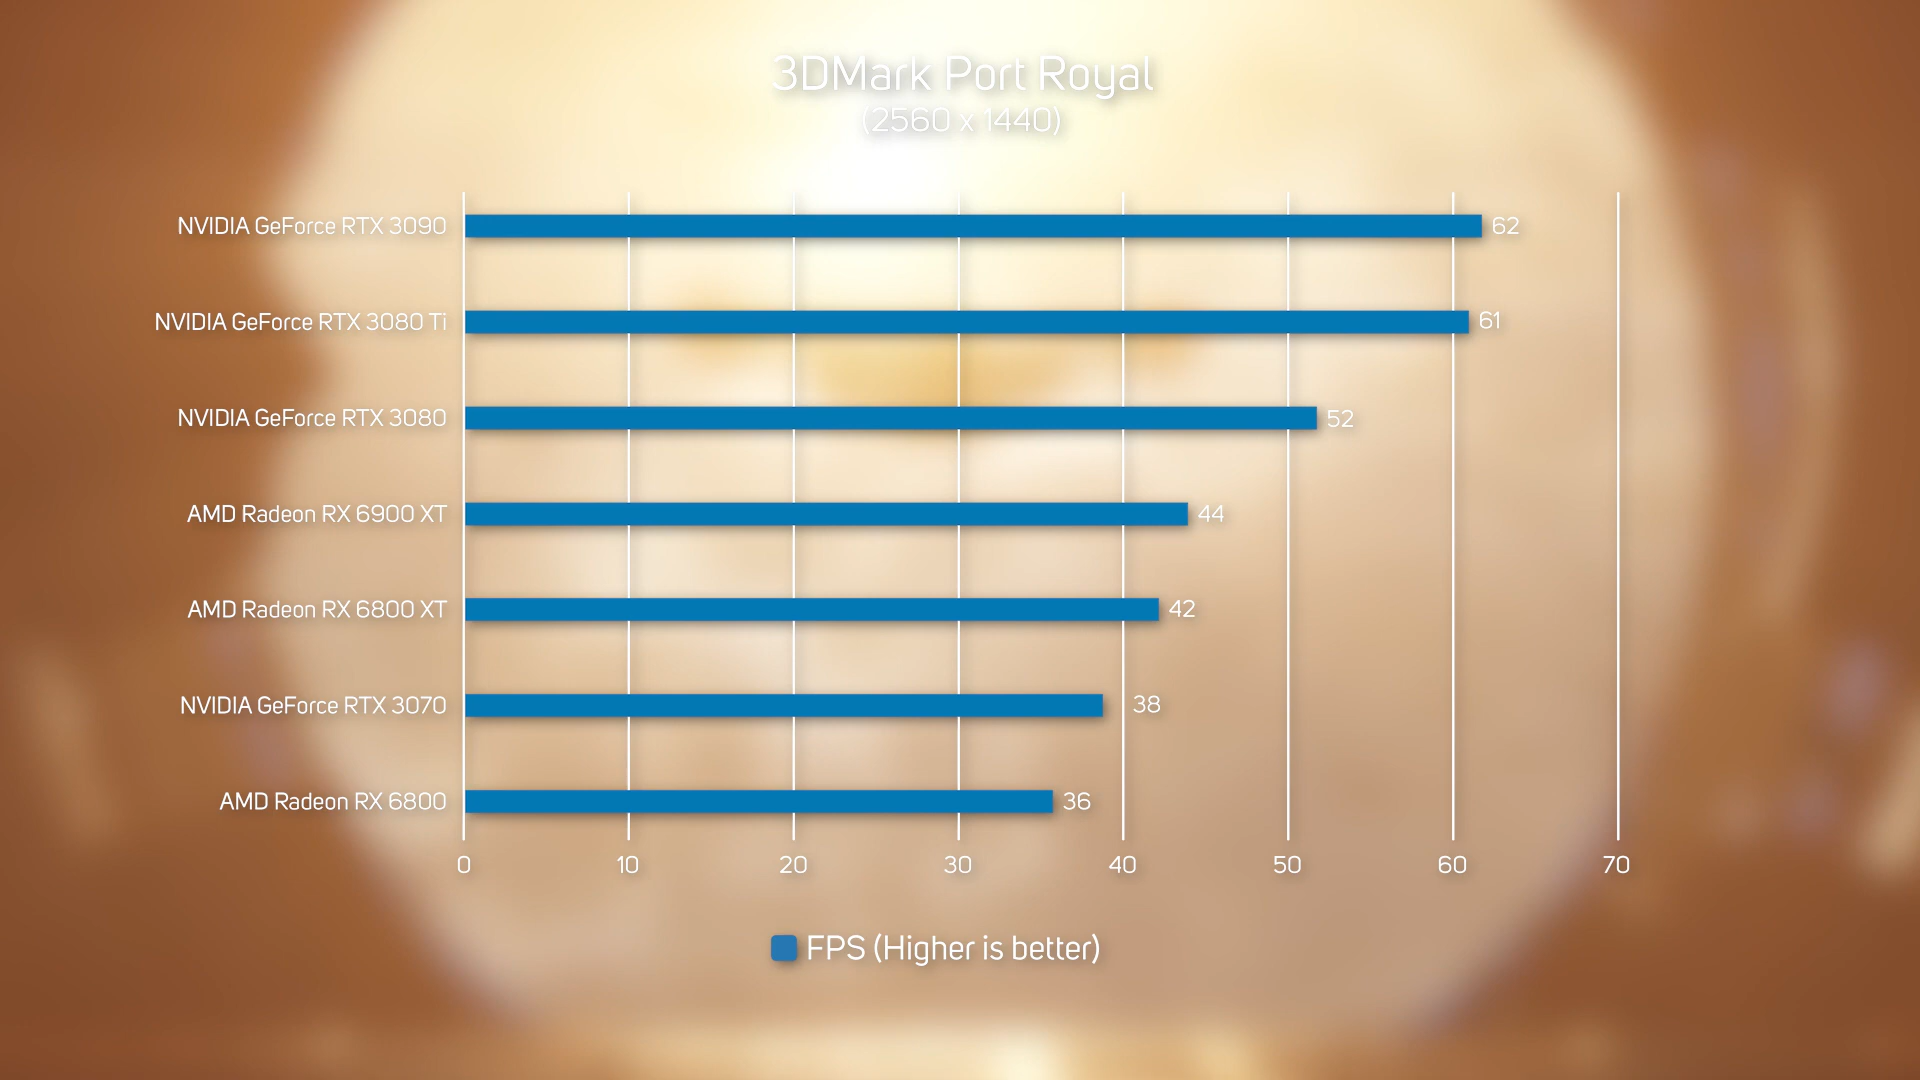 3DMark Port Royal
(2560 x 1440)
NVIDIA GeForce RTX 3090 62
NVIDIA GeForce RTX 3080 Ti 61
NVIDIA GeForce RTX 3080 52
AMD Radeon RX 6900 XT 44
AMD Radeon RX 6800 XT 42
NVIDIA GeForce RTX 3070 38
AMD Radeon RX 6800 36
0 10 20 30 40 50 60 70
FPS (Higher is better)